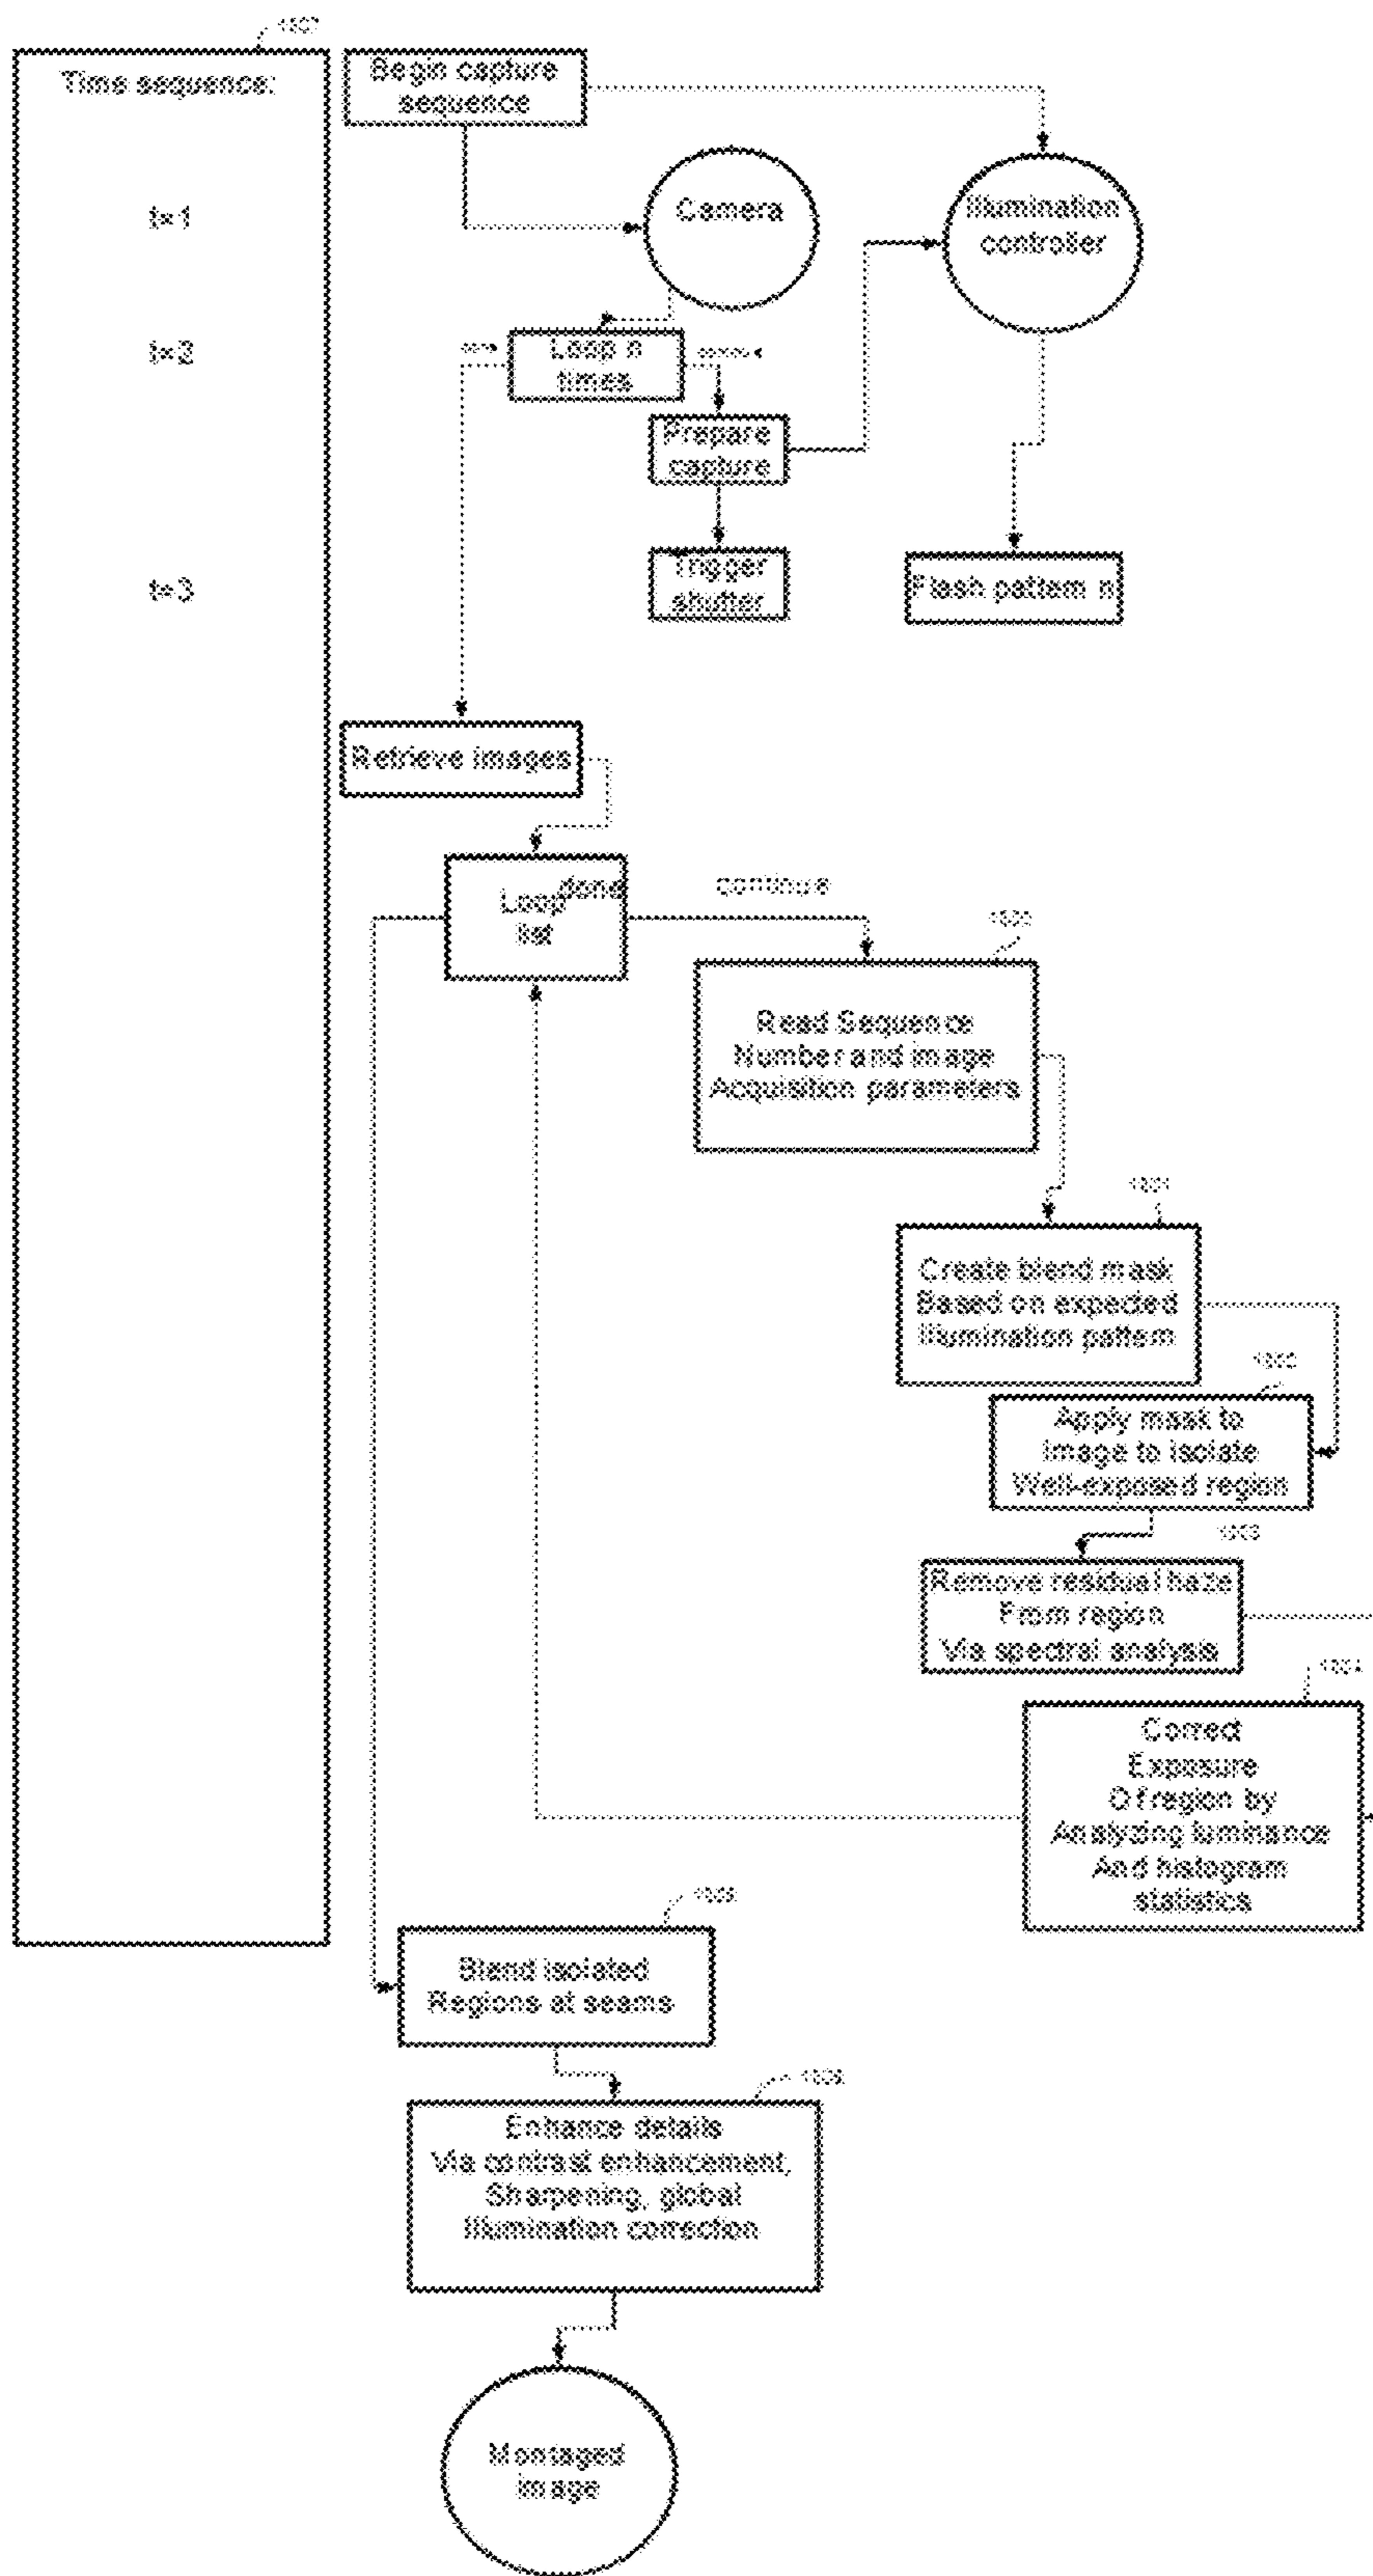 Time sequence:
Begin capture
sequence
t=1
Camera
Illumination
controller
t=2
Loop n
times
Prepare
capture
t=3
Trigger
shutter
Flash pattern n
Retrieve images
Loop
list
done
continue
Read Sequence
Number and image
Acquisition parameters
Create blend mask
Based on expected
Illumination pattern
Apply mask to
Image to isolate
Well-exposed region
Remove residual haze
From region
Via spectral analysis
Correct
Exposure
Of region by
Analyzing luminance
And histogram
statistics
Blend isolated
Regions at seams
Enhance details
Via contrast enhancement,
Sharpening, global
Illumination correction
Montaged
image